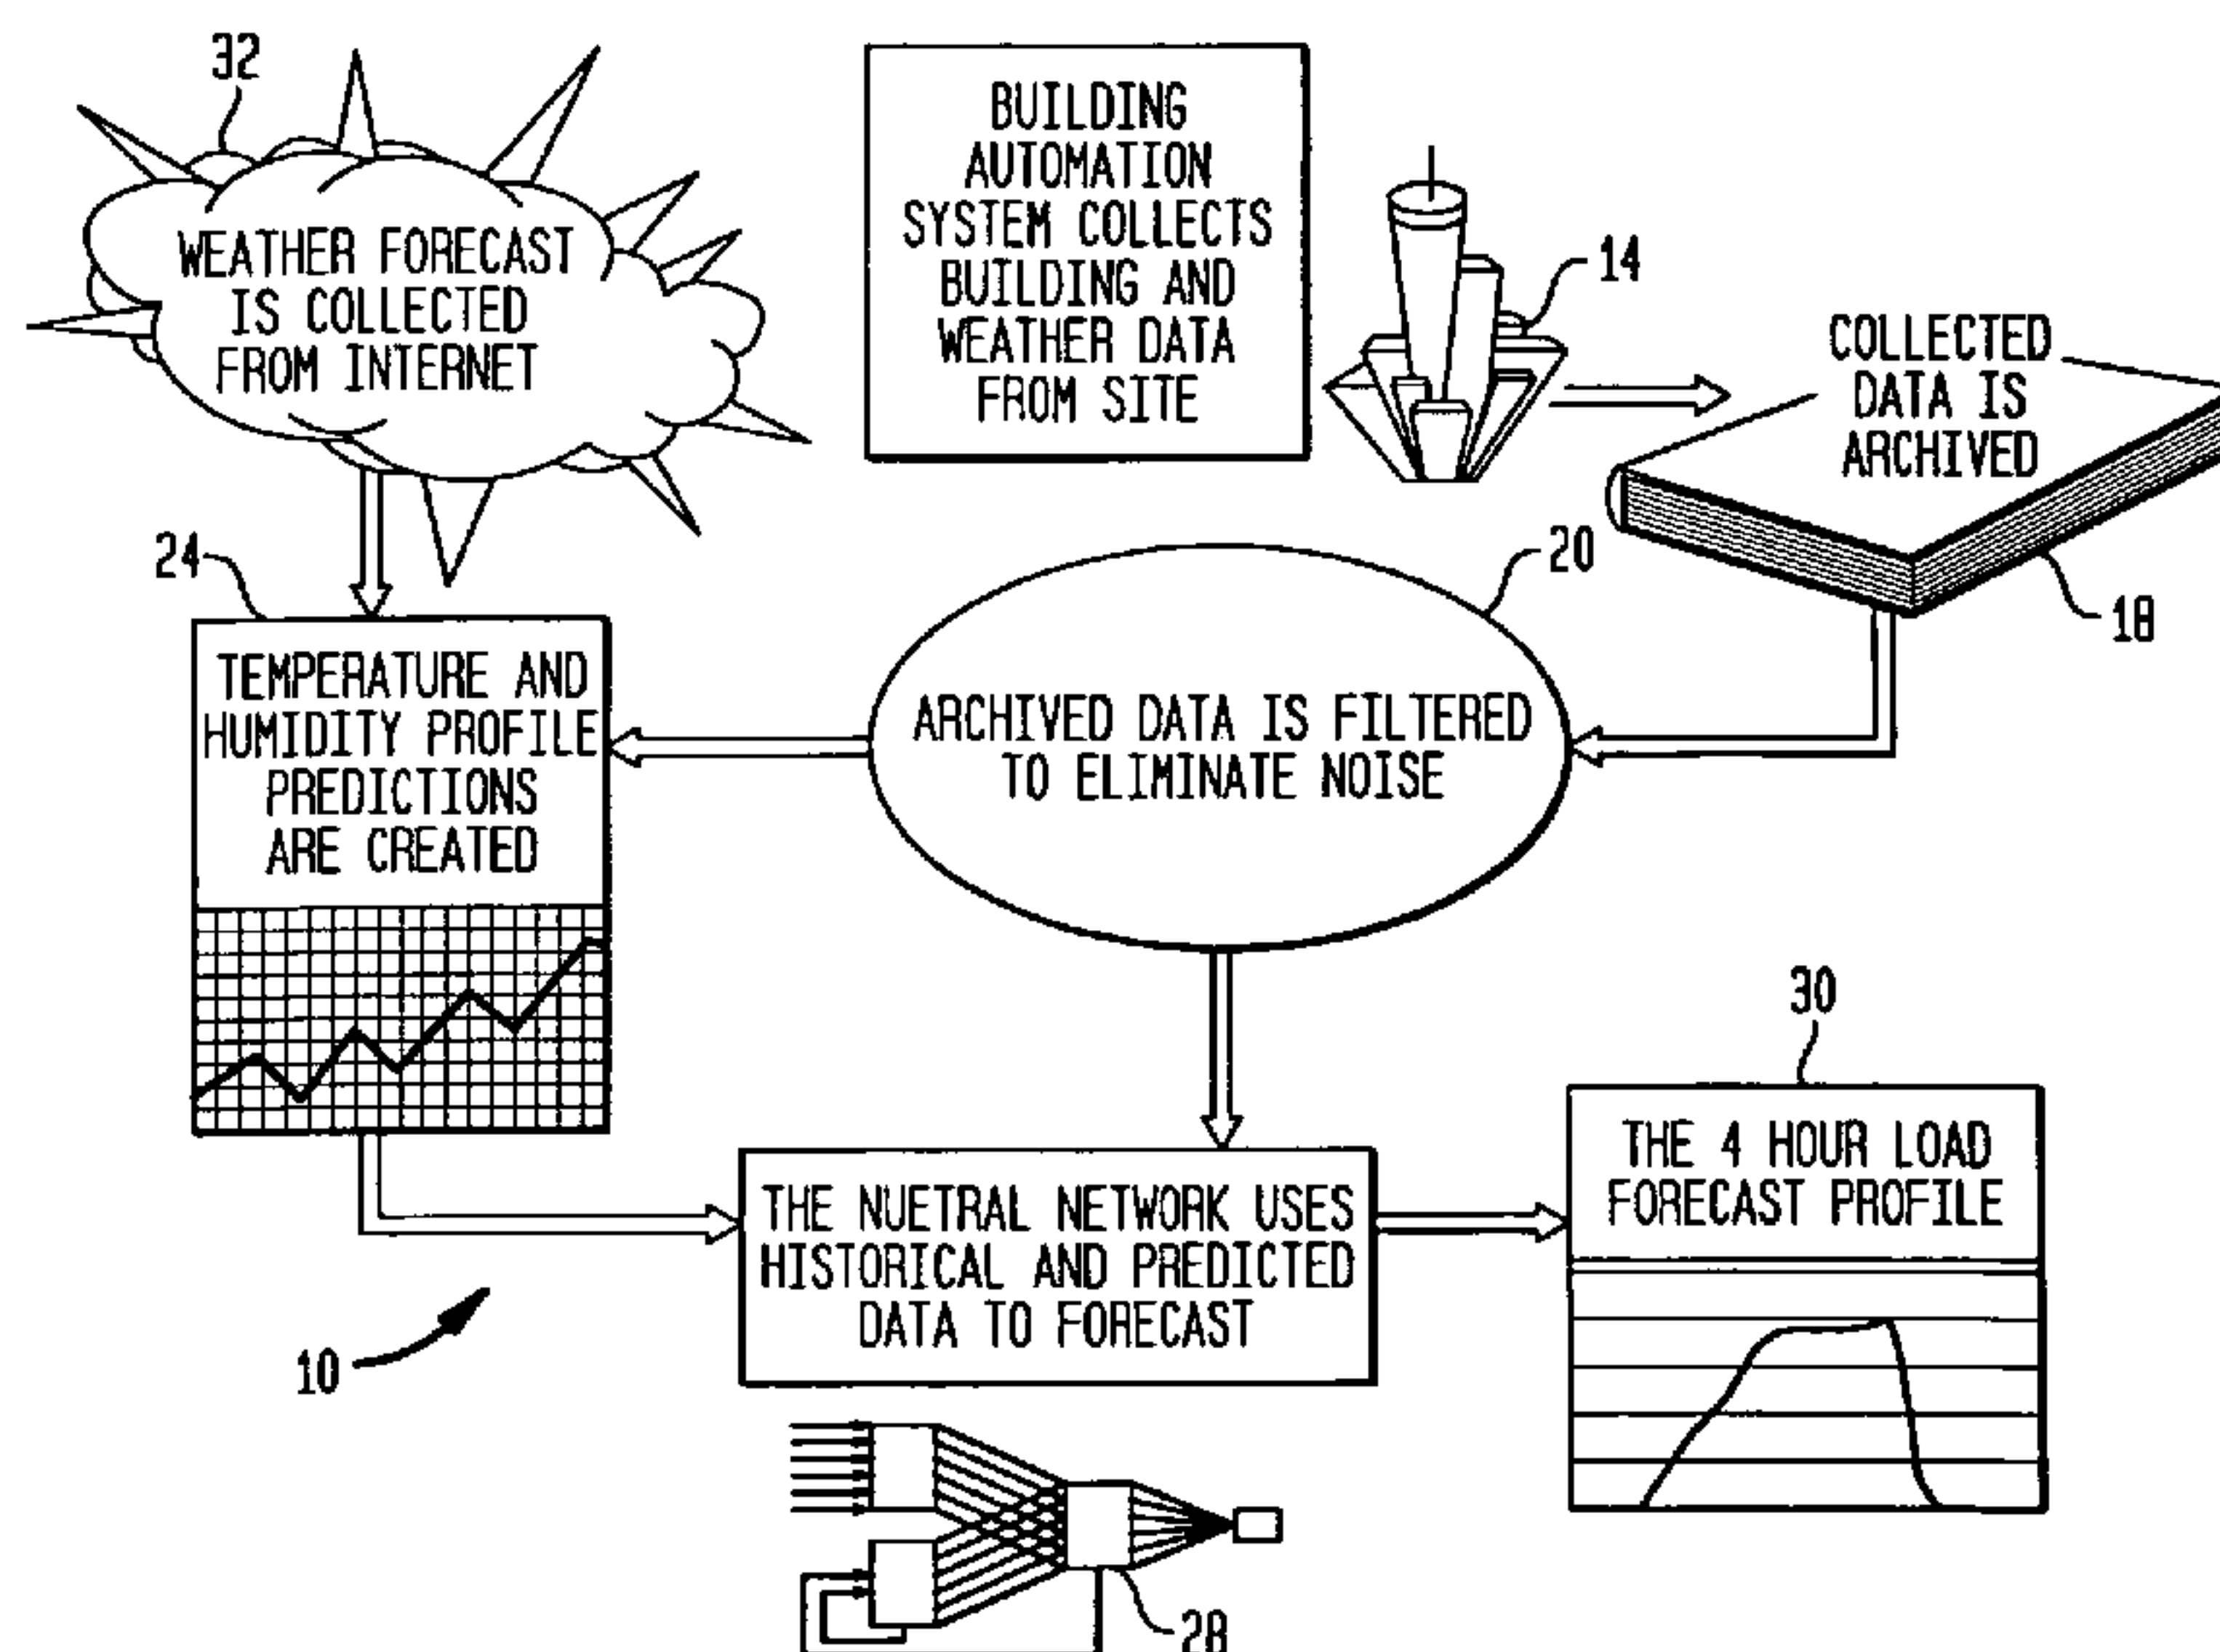 32
WEATHER FORECAST
IS COLLECTED
FROM INTERNET
BUILDING
AUTOMATION
SYSTEM COLLECTS
BUILDING AND
WEATHER DATA
FROM SITE
14
COLLECTED
DATA IS
ARCHIVED
18
24
TEMPERATURE AND
HUMIDITY PROFILE
PREDICTIONS
ARE CREATED
20
ARCHIVED DATA IS FILTERED
TO ELIMINATE NOISE
30
THE 4 HOUR LOAD
FORECAST PROFILE
THE NUETRAL NETWORK USES
HISTORICAL AND PREDICTED
DATA TO FORECAST
10
28